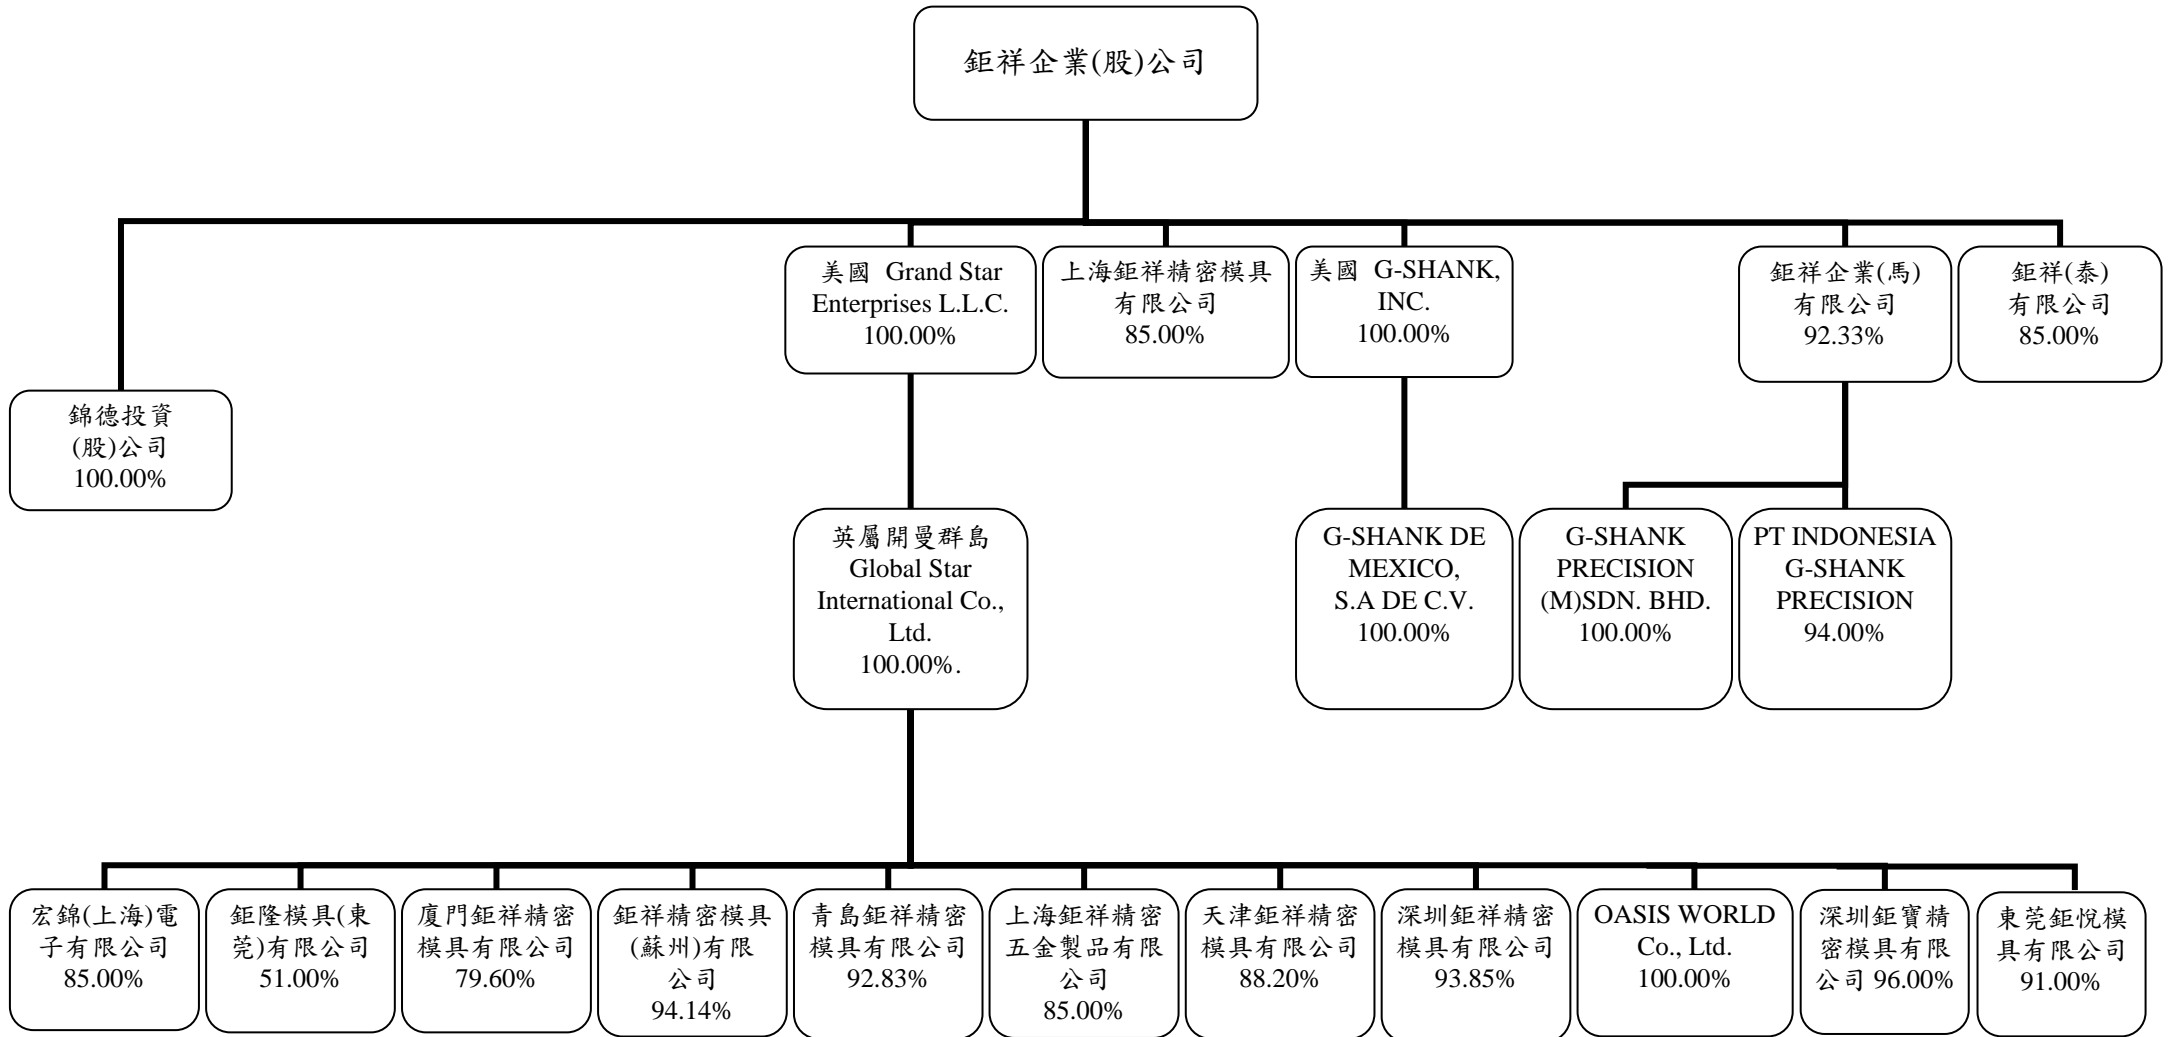 鉅祥企業(股)公司
美國 Grand Star
Enterprises L.L.C.
100.00%
上海鉅祥精密模具
有限公司
85.00%
美國 G-SHANK,
INC.
100.00%
鉅祥企業(馬)
有限公司
92.33%
鉅祥(泰)
有限公司
85.00%
錦德投資
(股)公司
100.00%
英屬開曼群島
Global Star
International Co.,
Ltd.
100.00%.
G-SHANK DE
MEXICO,
S.A DE C.V.
100.00%
G-SHANK
PRECISION
(M)SDN. BHD.
100.00%
PT INDONESIA
G-SHANK
PRECISION
94.00%
宏錦(上海)電
子有限公司
85.00%
鉅隆模具(東
莞)有限公司
51.00%
廈門鉅祥精密
模具有限公司
79.60%
鉅祥精密模具
(蘇州)有限
公司
94.14%
青島鉅祥精密
模具有限公司
92.83%
上海鉅祥精密
五金製品有限
公司
85.00%
天津鉅祥精密
模具有限公司
88.20%
深圳鉅祥精密
模具有限公司
93.85%
OASIS WORLD
Co., Ltd.
100.00%
深圳鉅寶精
密模具有限
公司 96.00%
東莞鉅悅模
具有限公司
91.00%